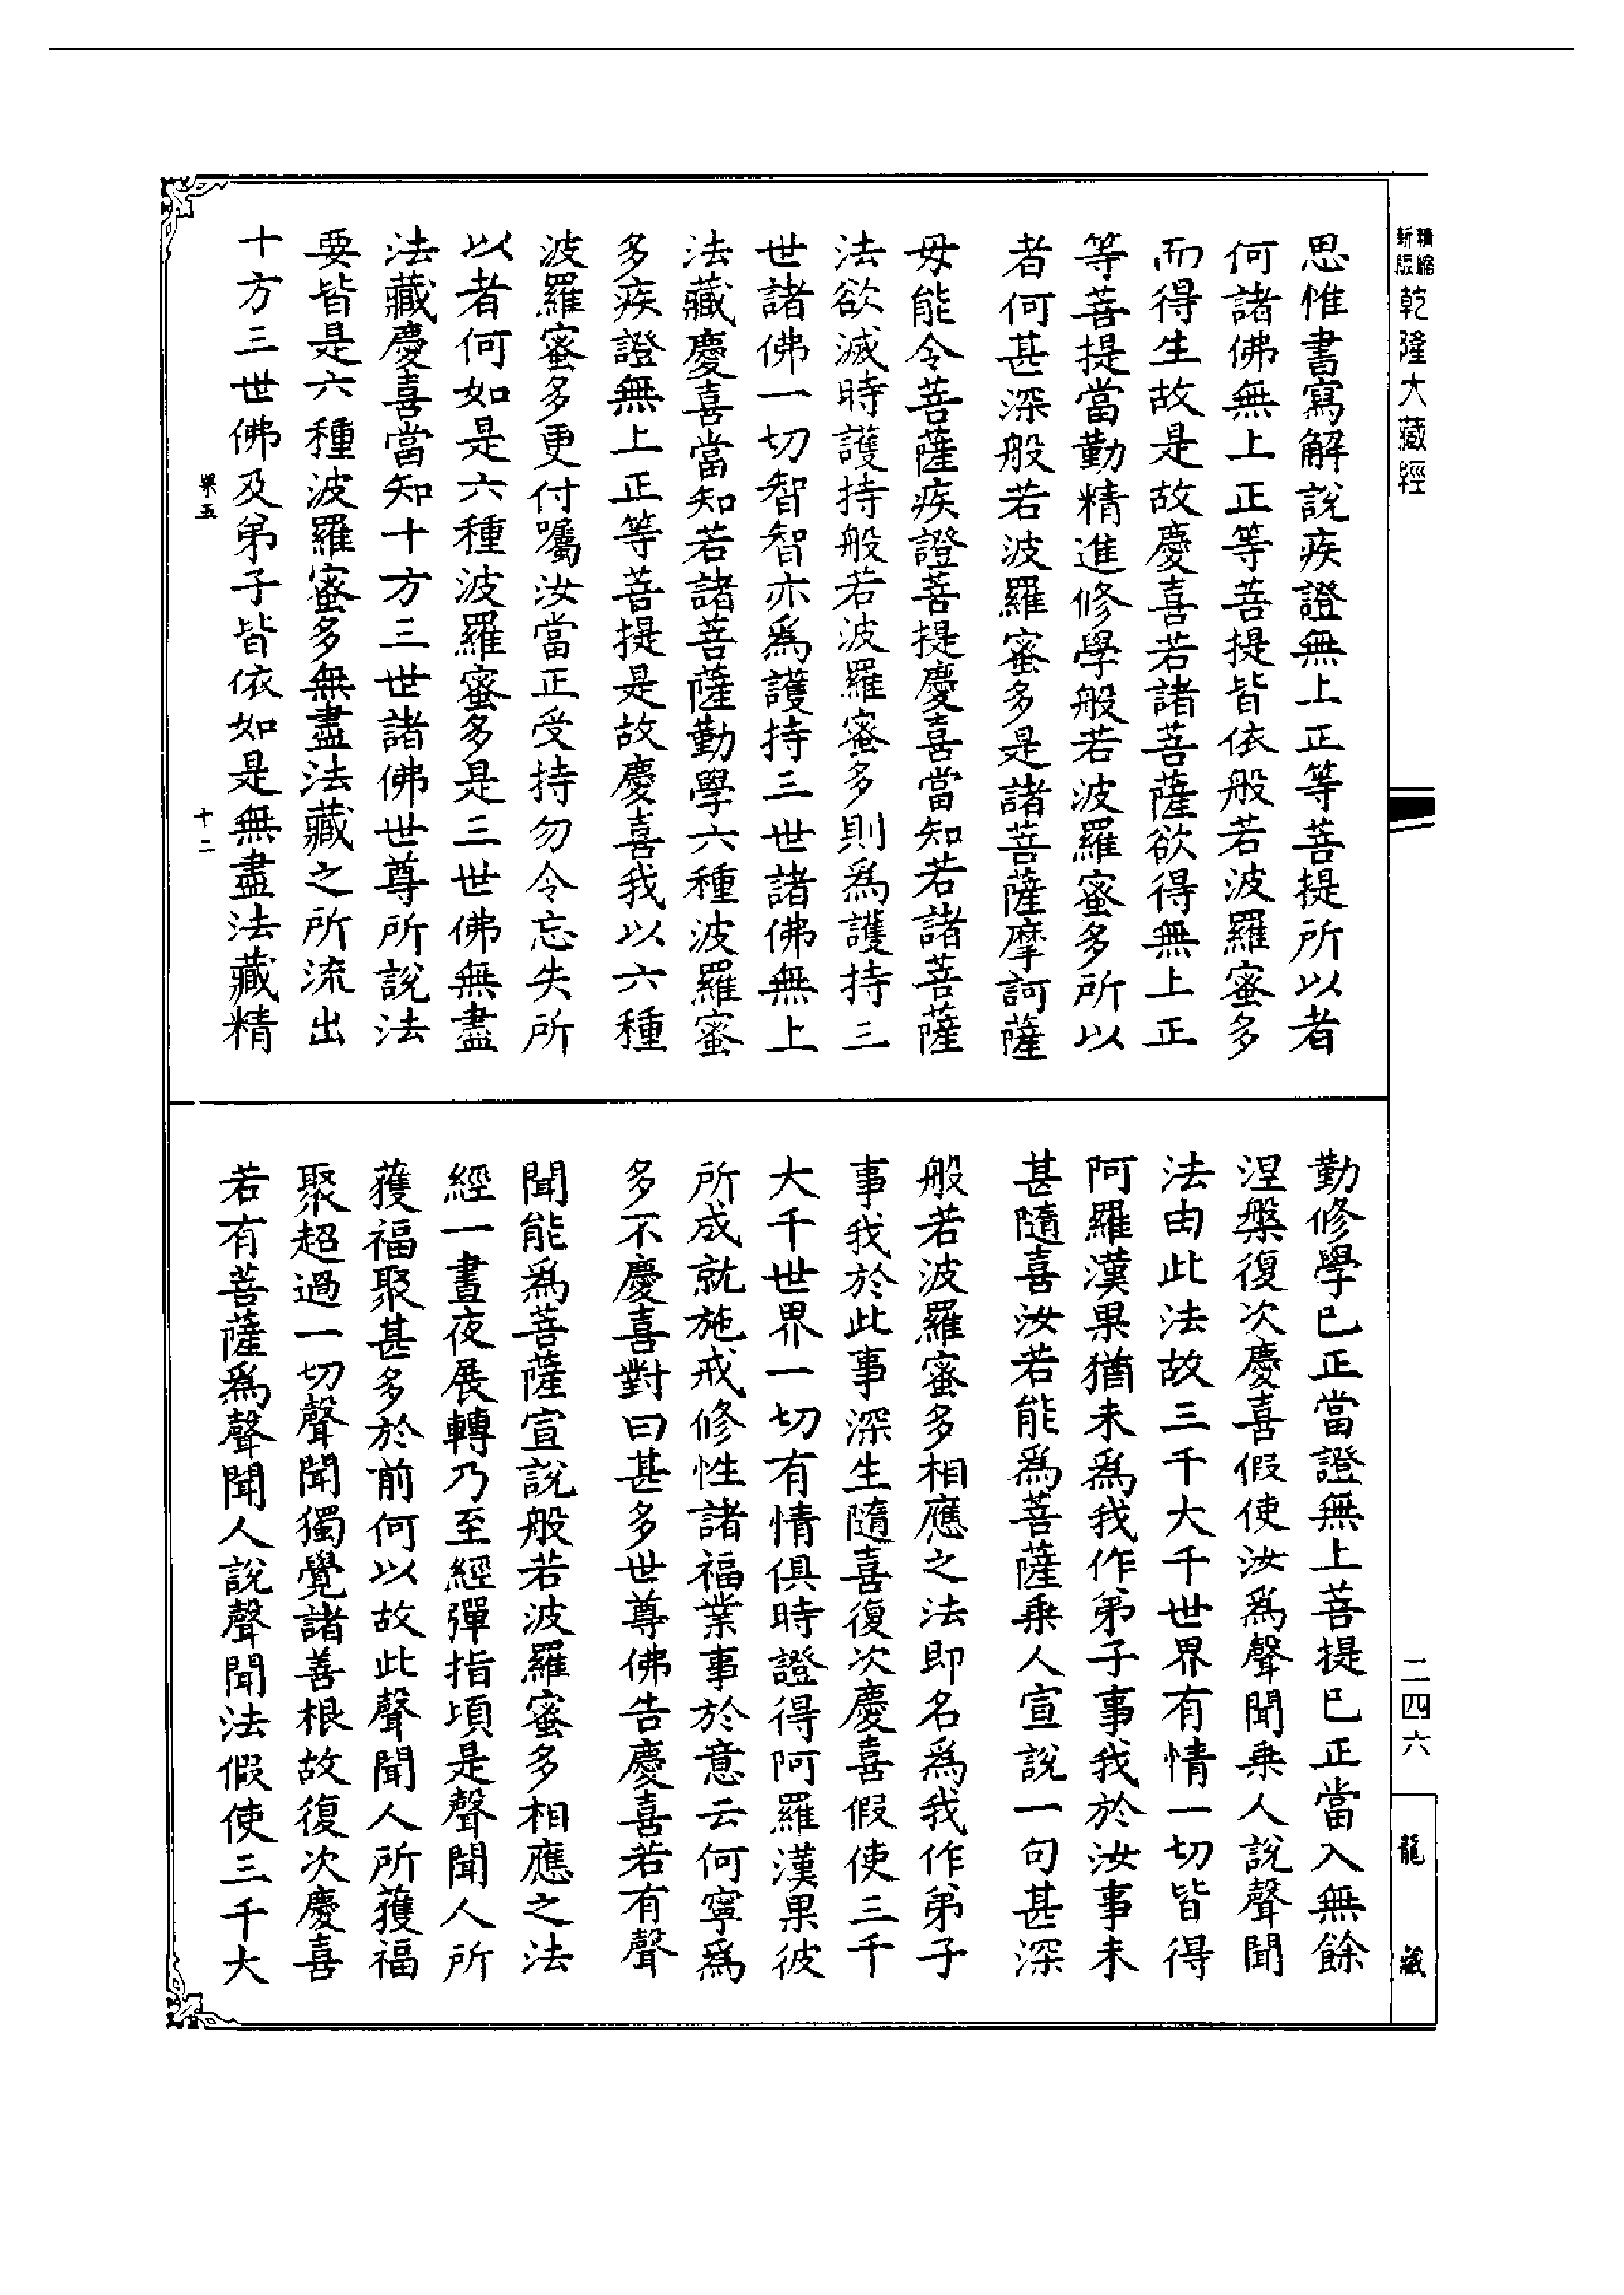 精縮新版乾隆大藏經
思惟書寫解說疾證無上正等菩提所以者
何諸佛無上正等菩提皆依般若波羅蜜多
而得生故是故慶喜若諸菩薩欲得無上正
等菩提當勤精進修學般若波羅蜜多所以
者何甚深般若波羅蜜多是諸菩薩摩訶薩
母能令菩薩疾證菩提慶喜當知若諸菩薩
法欲滅時護持般若波羅蜜多則為護持三
世諸佛一切智智亦為護持三世諸佛無上
法藏慶喜當知若諸菩薩勤學六種波羅蜜
多疾證無上正等菩提是故慶喜我以六種
波羅蜜多更付囑汝當正受持勿令忘失所
以者何如是六種波羅蜜多是三世佛無盡
法藏慶喜當知十方三世諸佛世尊所說法
要皆是六種波羅蜜多無盡法藏之所流出
十方三世佛及弟子皆依如是無盡法藏精
果五 十二
勤修學已正當證無上菩提已正當入無餘
涅槃復次慶喜假使汝為聲聞乘人說聲聞
法由此法故三千大千世界有情一切皆得
阿羅漢果猶未為我作弟子事我於汝事未
甚隨喜汝若能為菩薩乘人宣說一句甚深
般若波羅蜜多相應之法即名為我作弟子
事我於此事深生隨喜復次慶喜假使三千
大千世界一切有情俱時證得阿羅漢果彼
所成就施戒修性諸福業事於意云何寧為
多不慶喜對曰甚多世尊佛告慶喜若有聲
聞能為菩薩宣說般若波羅蜜多相應之法
經一晝夜展轉乃至經彈指頃是聲聞人所
獲福聚甚多於前何以故此聲聞人所獲福
聚超過一切聲聞獨覺諸善根故復次慶喜
若有菩薩為聲聞人說聲聞法假使三千大
二四六
龍藏